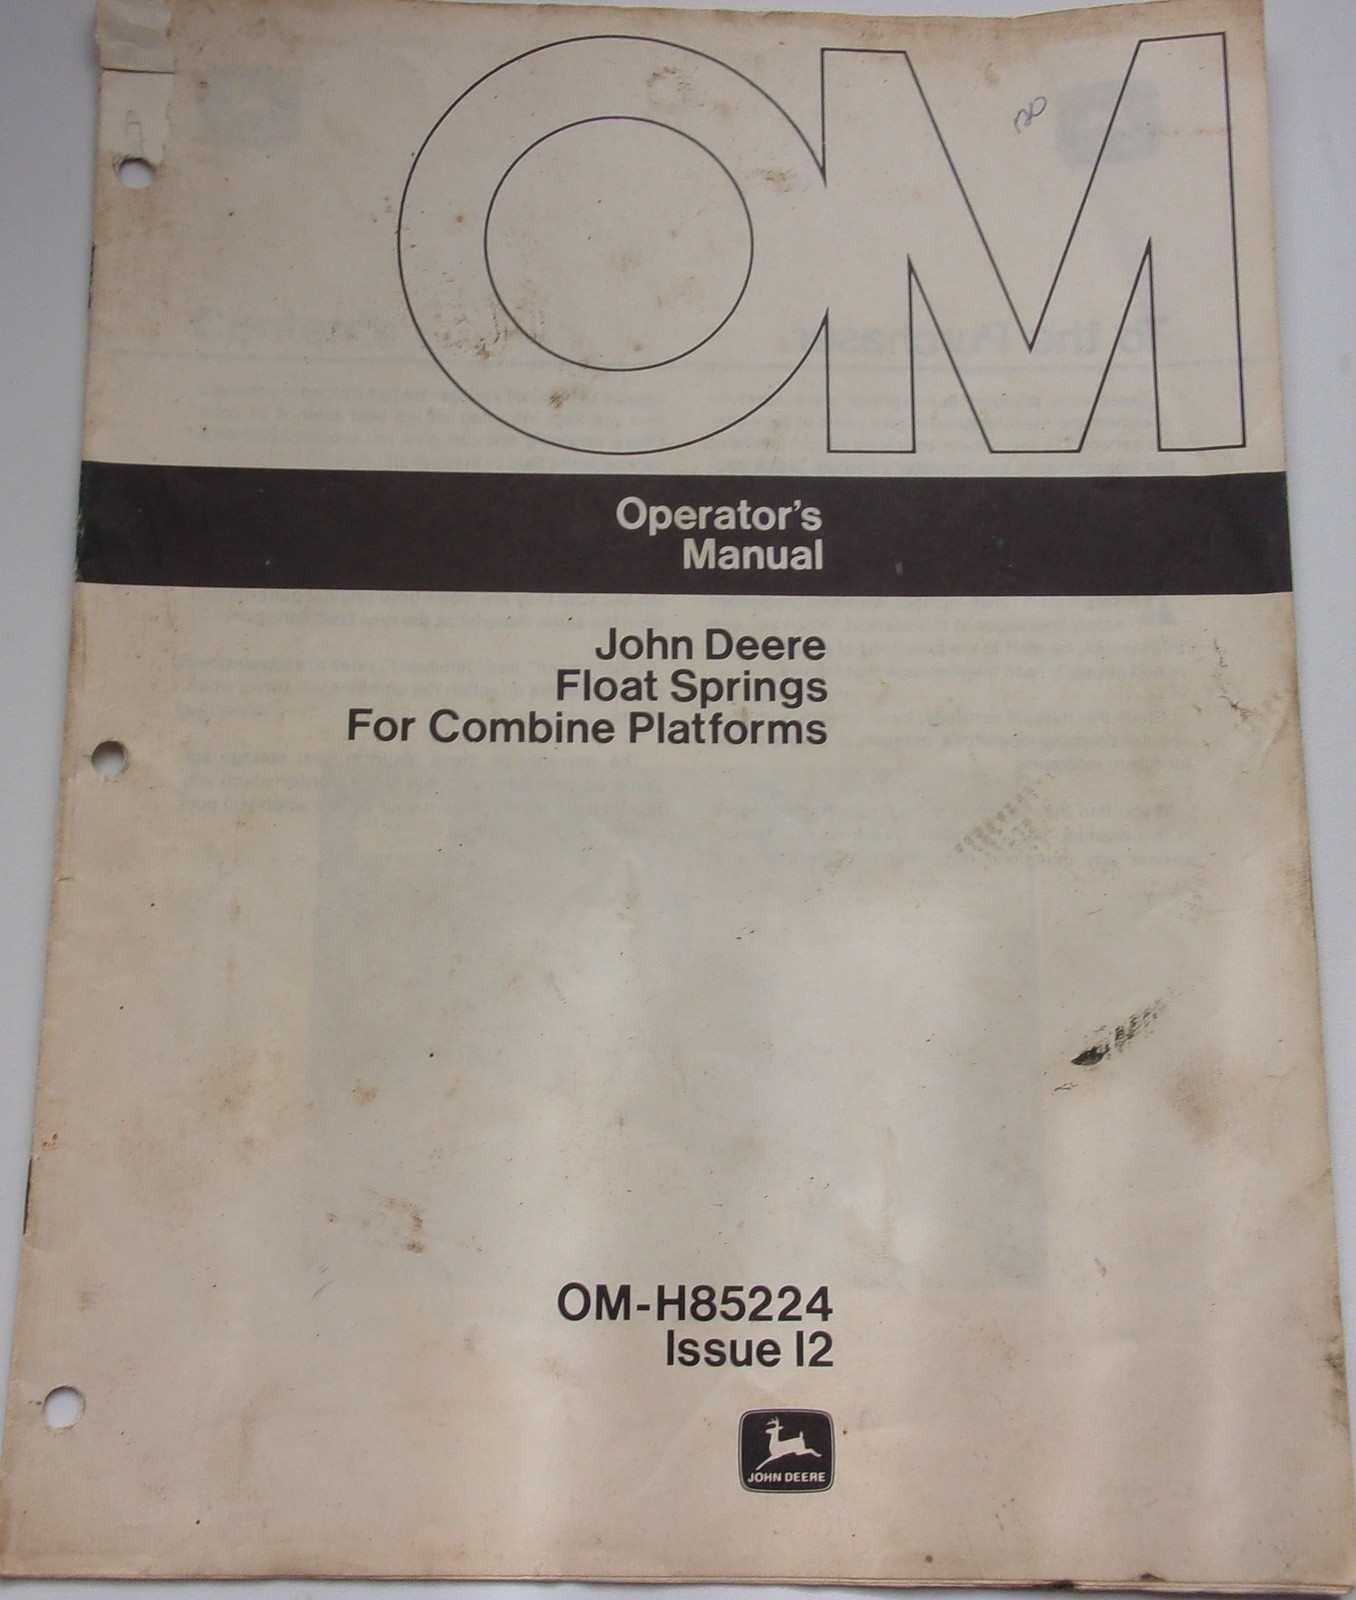 OM
Operator's
Manual
John Deere
Float Springs
For Combine Platforms
OM-H85224
Issue I2
JOHN DEERE